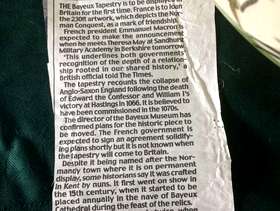 THE Bayeux Tapestry is to be displayed in
Britain for the first time. France is to loan
the 230ft artwork, which depicts the Nor-
man Conquest, as a mark of friendship.
French president Emmanuel Macron is
expected to make the announcement
when he meets Theresa May at Sandhurst
Military Academy in Berkshire tomorrow.
'This underlines both governments'
recognition of the depth of a relation-
ship rooted in our shared history,' a
British official told The Times.
The tapestry recounts the collapse of
Anglo-Saxon England following the death
of Edward the Confessor and William I's
victory at Hastings in 1066. It is believed to
have been commissioned in the 1070s.
The director of the Bayeux Museum has
confirmed plans for the historic piece to
be moved. The French government is
expected to sign an agreement solidify-
ing plans shortly but it is not known when
the tapestry will come to Britain.
Despite it being named after the Nor-
mandy town where it is on permanent
display, some historians say it was crafted
in Kent by nuns. It first went on show in
the 15th century, when it started to be
placed annually in the nave of Bayeux
Cathedral during the feast of the relics.
when